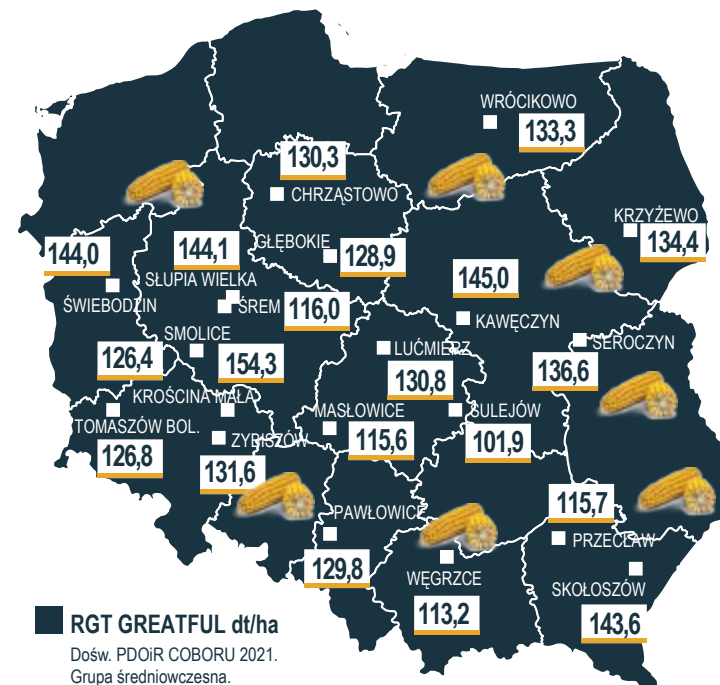 WRÓCIKOWO
133,3
130,3
CHRZĄSTOWO
KRZYŻEWO
134,4
144,0
144,1
GŁĘBOKIE
128,9
145,0
SŁUPIA WIELKA
ŚWIEBODZIN
ŚREM
116,0
KAWĘCZYN
SMOLICE
LUĆMIERZ
SEROCZYN
126,4
154,3
130,8
136,6
KROŚCINA MAŁA
MASŁOWICE
SULEJÓW
TOMASZÓW BOL.
ZYBISZÓW
115,6
101,9
126,8
131,6
115,7
PAWŁOWICE
PRZECŁAW
129,8
WĘGRZCE
SKOŁOSZÓW
113,2
143,6
RGT GREATFUL dt/ha
Dośw. PDOiR COBORU 2021.
Grupa średniowczesna.